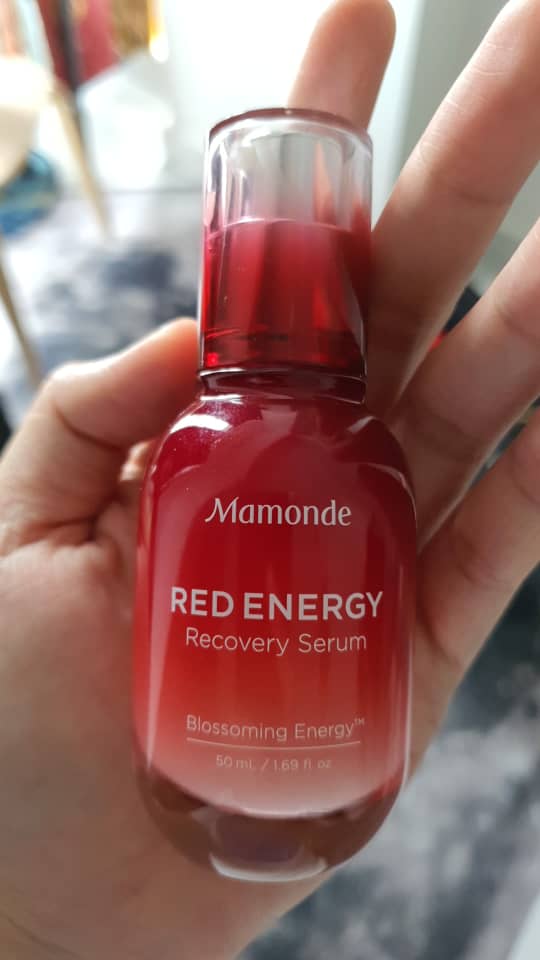 Mamonde
RED ENERGY
Recovery Serum
Blossoming Energy™
50 mL / 1.69 fl oz